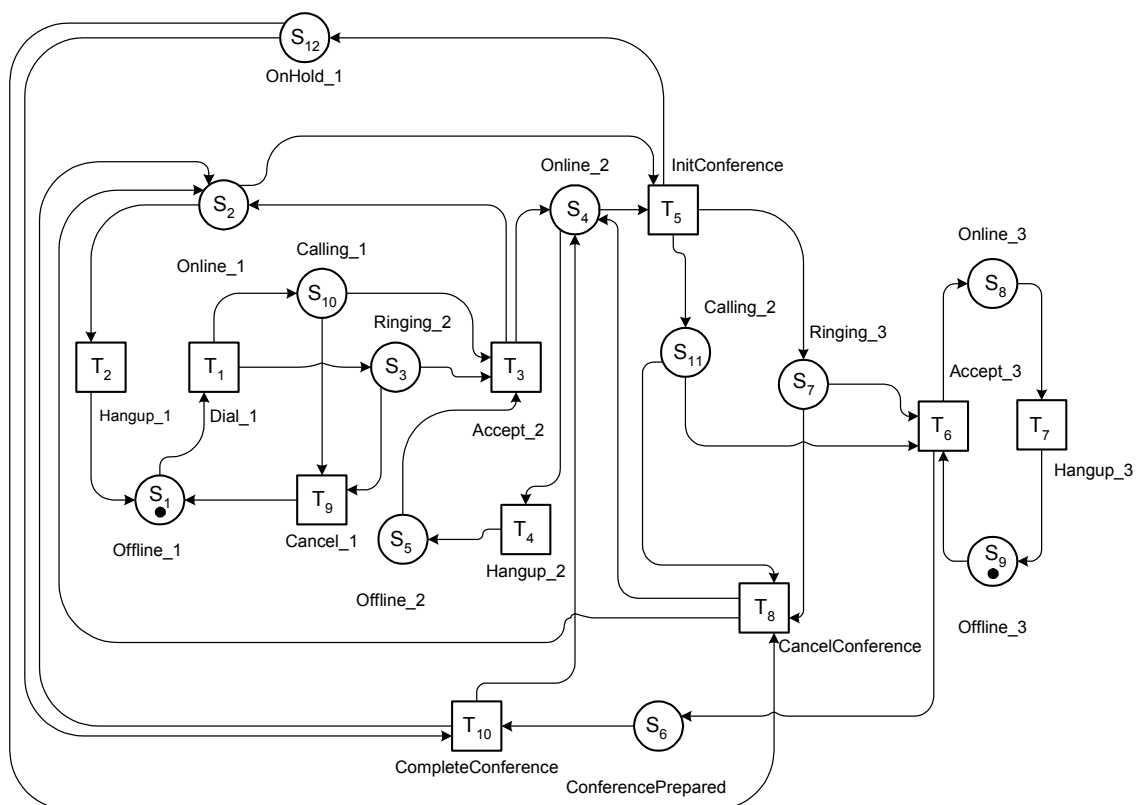 S12
OnHold_1
Online_2
InitConference
S2
S4
T5
Online_1
Calling_1
Online_3
S10
S8
Calling_2
Ringing_2
Ringing_3
T2
T1
S3
T3
S11
S7
Accept_3
Hangup_1
Dial_1
Accept_2
T6
T7
Hangup_3
S1
T9
Offline_1
Cancel_1
S5
T4
Hangup_2
S9
Offline_2
T8
Offline_3
CancelConference
T10
S6
CompleteConference
ConferencePrepared